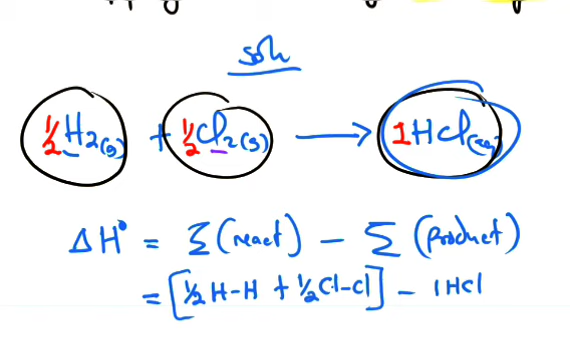 soln
½H2(g) + ½Cl2(g) ⟶ 1HCl(aq)
ΔH° = Σ(react) − Σ(product)
= [½ H-H + ½ Cl-Cl] − 1HCl